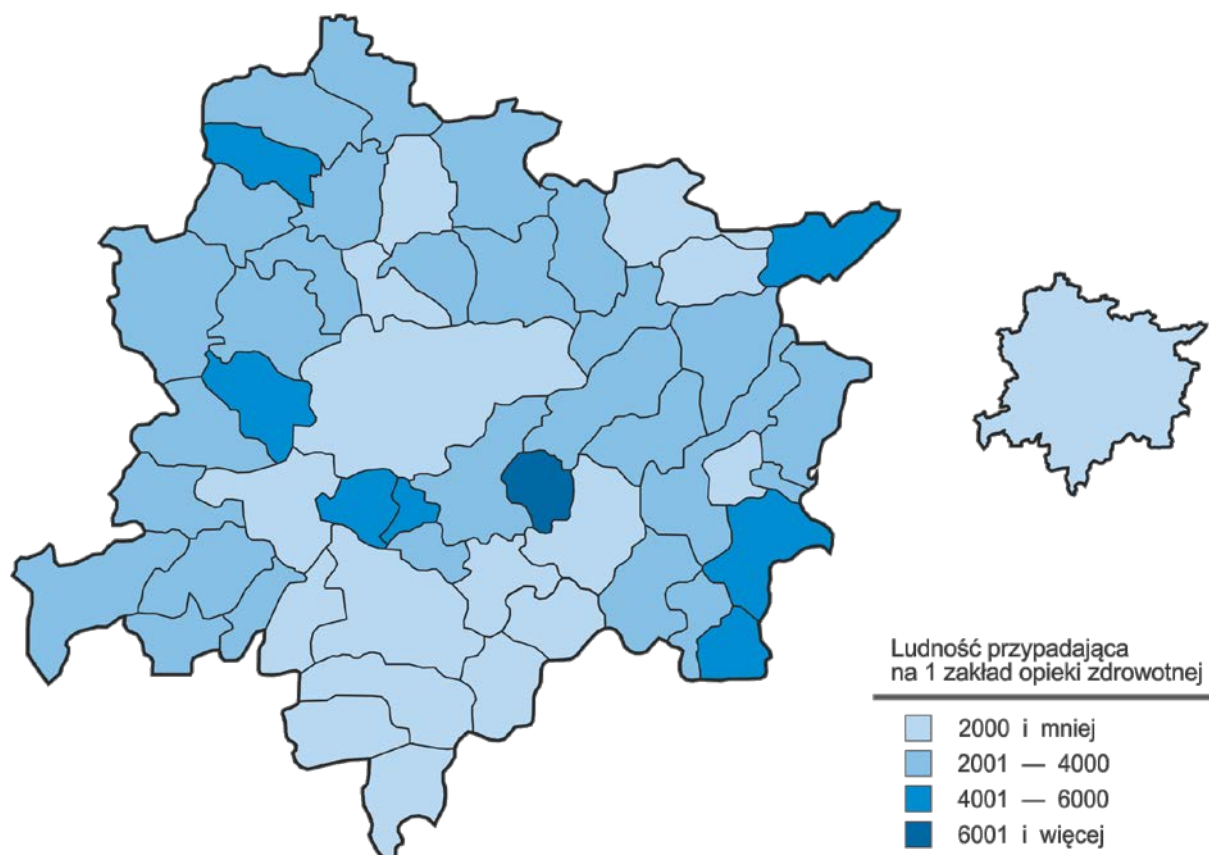 Ludność przypadająca
na 1 zakład opieki zdrowotnej
2000 i mniej
2001 — 4000
4001 — 6000
6001 i więcej